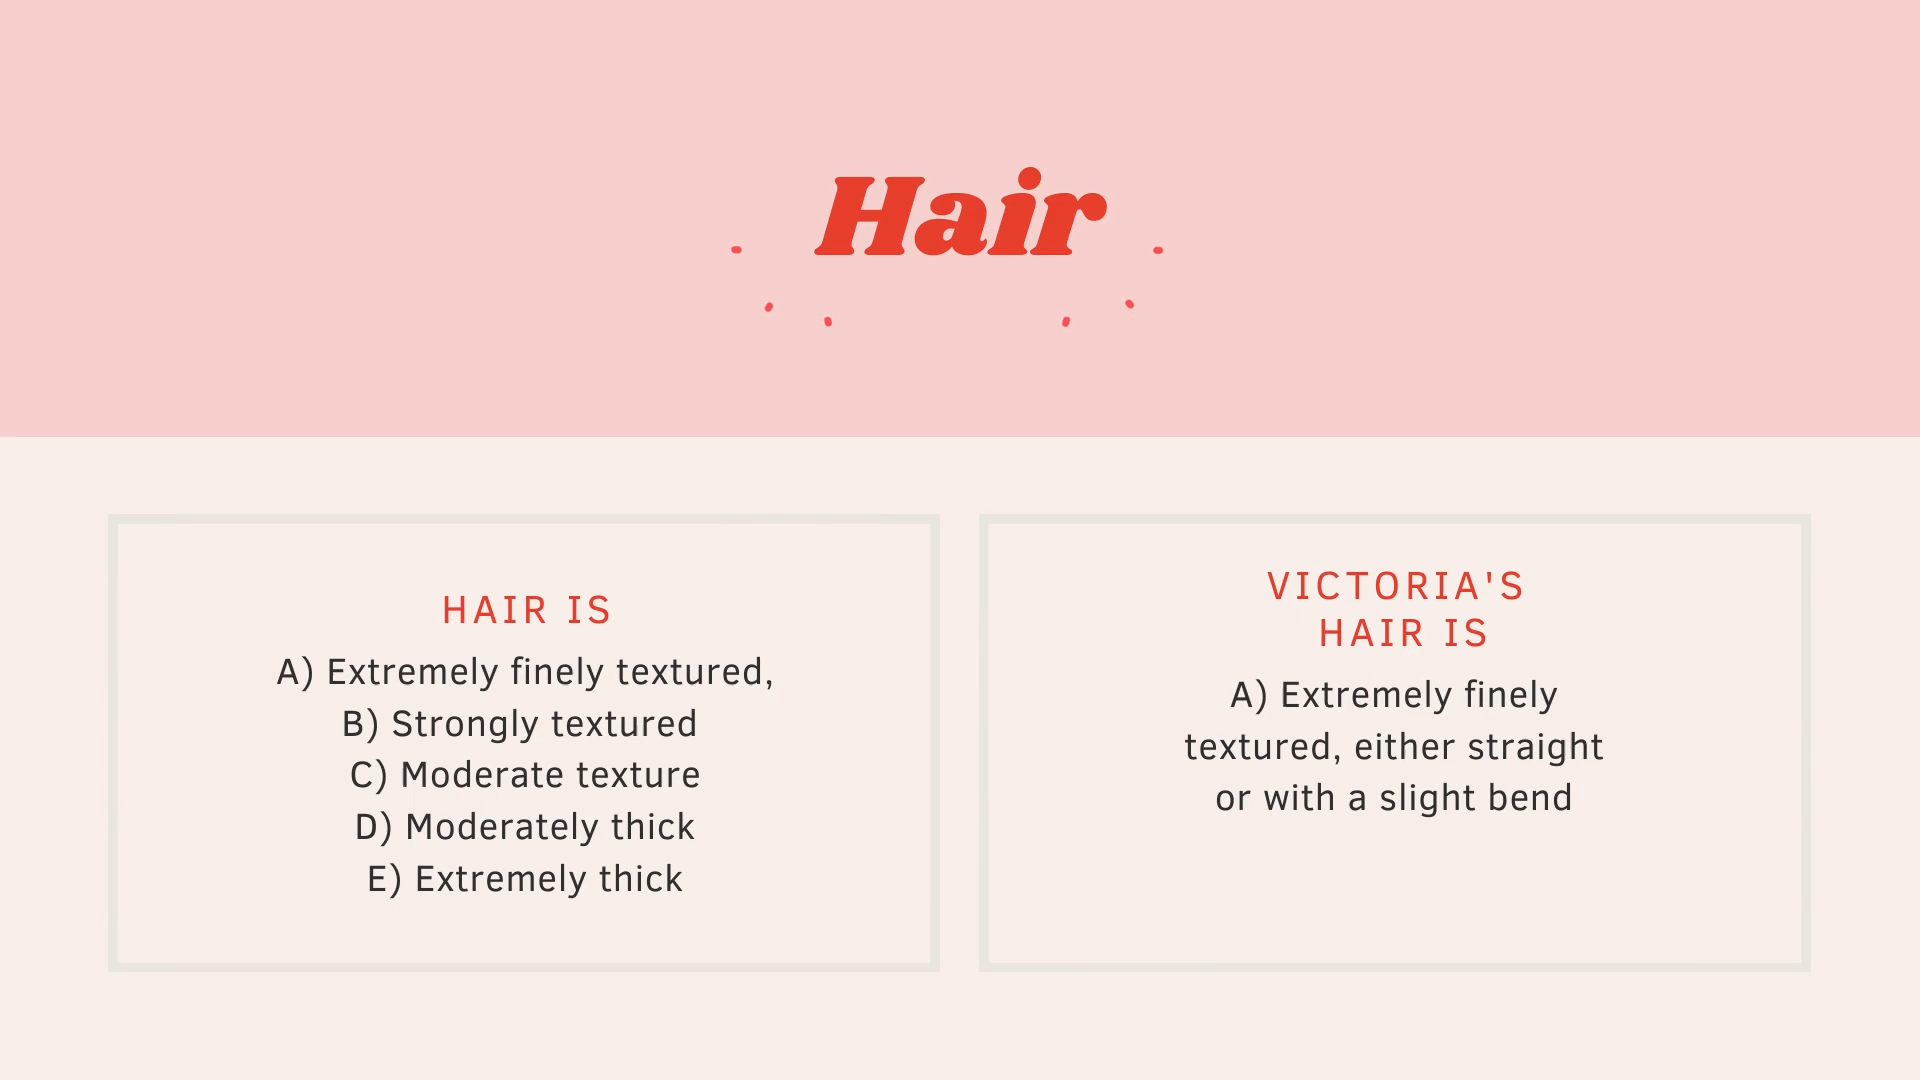 Hair
HAIR IS
A) Extremely finely textured,
B) Strongly textured
C) Moderate texture
D) Moderately thick
E) Extremely thick
VICTORIA'S
HAIR IS
A) Extremely finely
textured, either straight
or with a slight bend